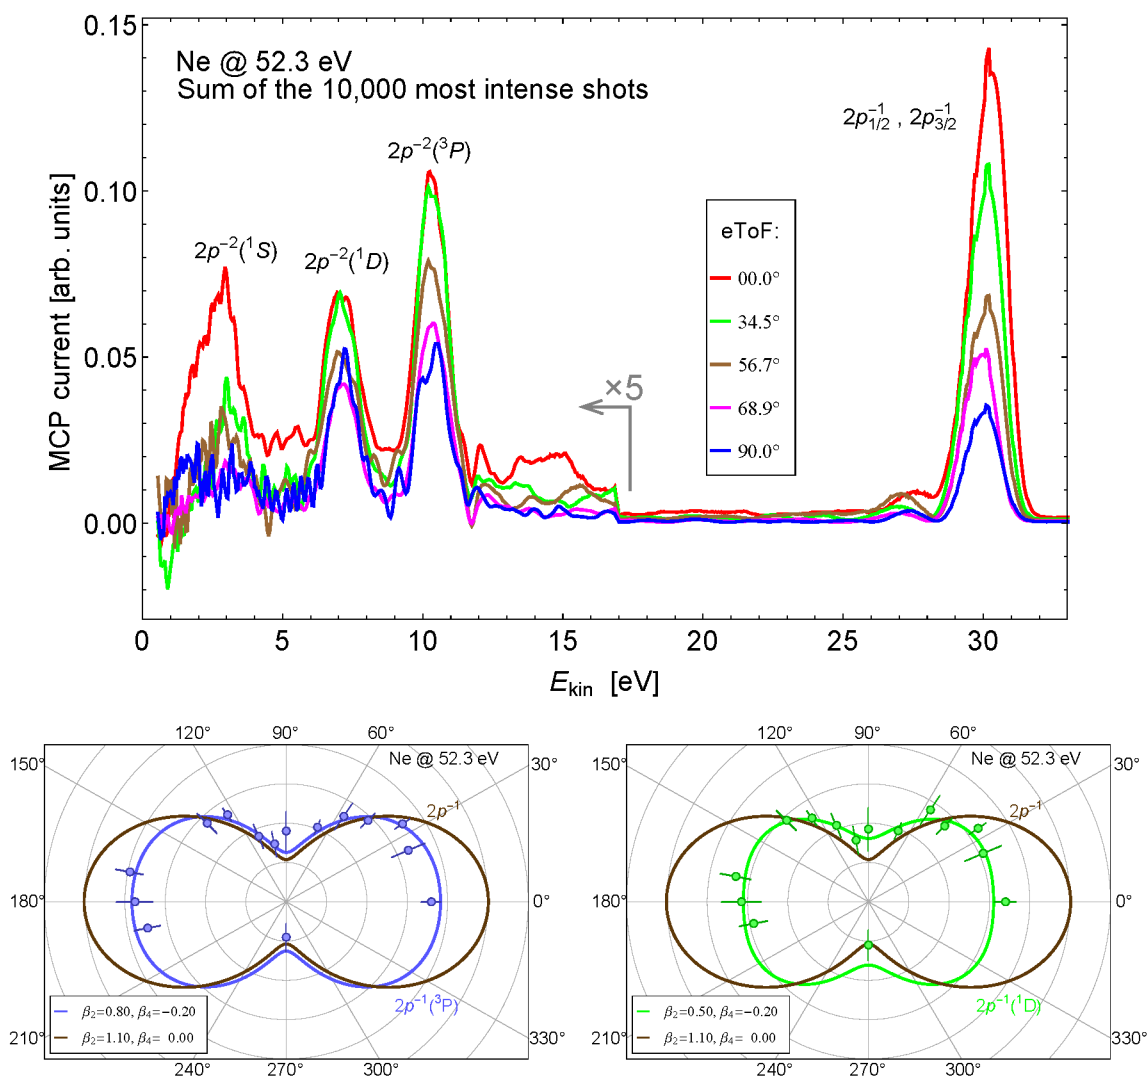 0.15
Ne @ 52.3 eV
Sum of the 10,000 most intense shots
2p⁻¹₁/₂ , 2p⁻¹₃/₂
2p⁻²(³P)
0.10
eToF:
2p⁻²(¹S)
2p⁻²(¹D)
00.0°
34.5°
0.05
×5
56.7°
68.9°
90.0°
0.00
MCP current [arb. units]
0 5 10 15 20 25 30
E_kin [eV]
120° 90° 60°
150° Ne @ 52.3 eV 30°
2p⁻¹
180° 0°
2p⁻¹(³P)
β₂=0.80, β₄=−0.20
β₂=1.10, β₄= 0.00
210° 330°
240° 270° 300°
120° 90° 60°
150° Ne @ 52.3 eV 30°
2p⁻¹
180° 0°
2p⁻¹(¹D)
β₂=0.50, β₄=−0.20
β₂=1.10, β₄= 0.00
210° 330°
240° 270° 300°